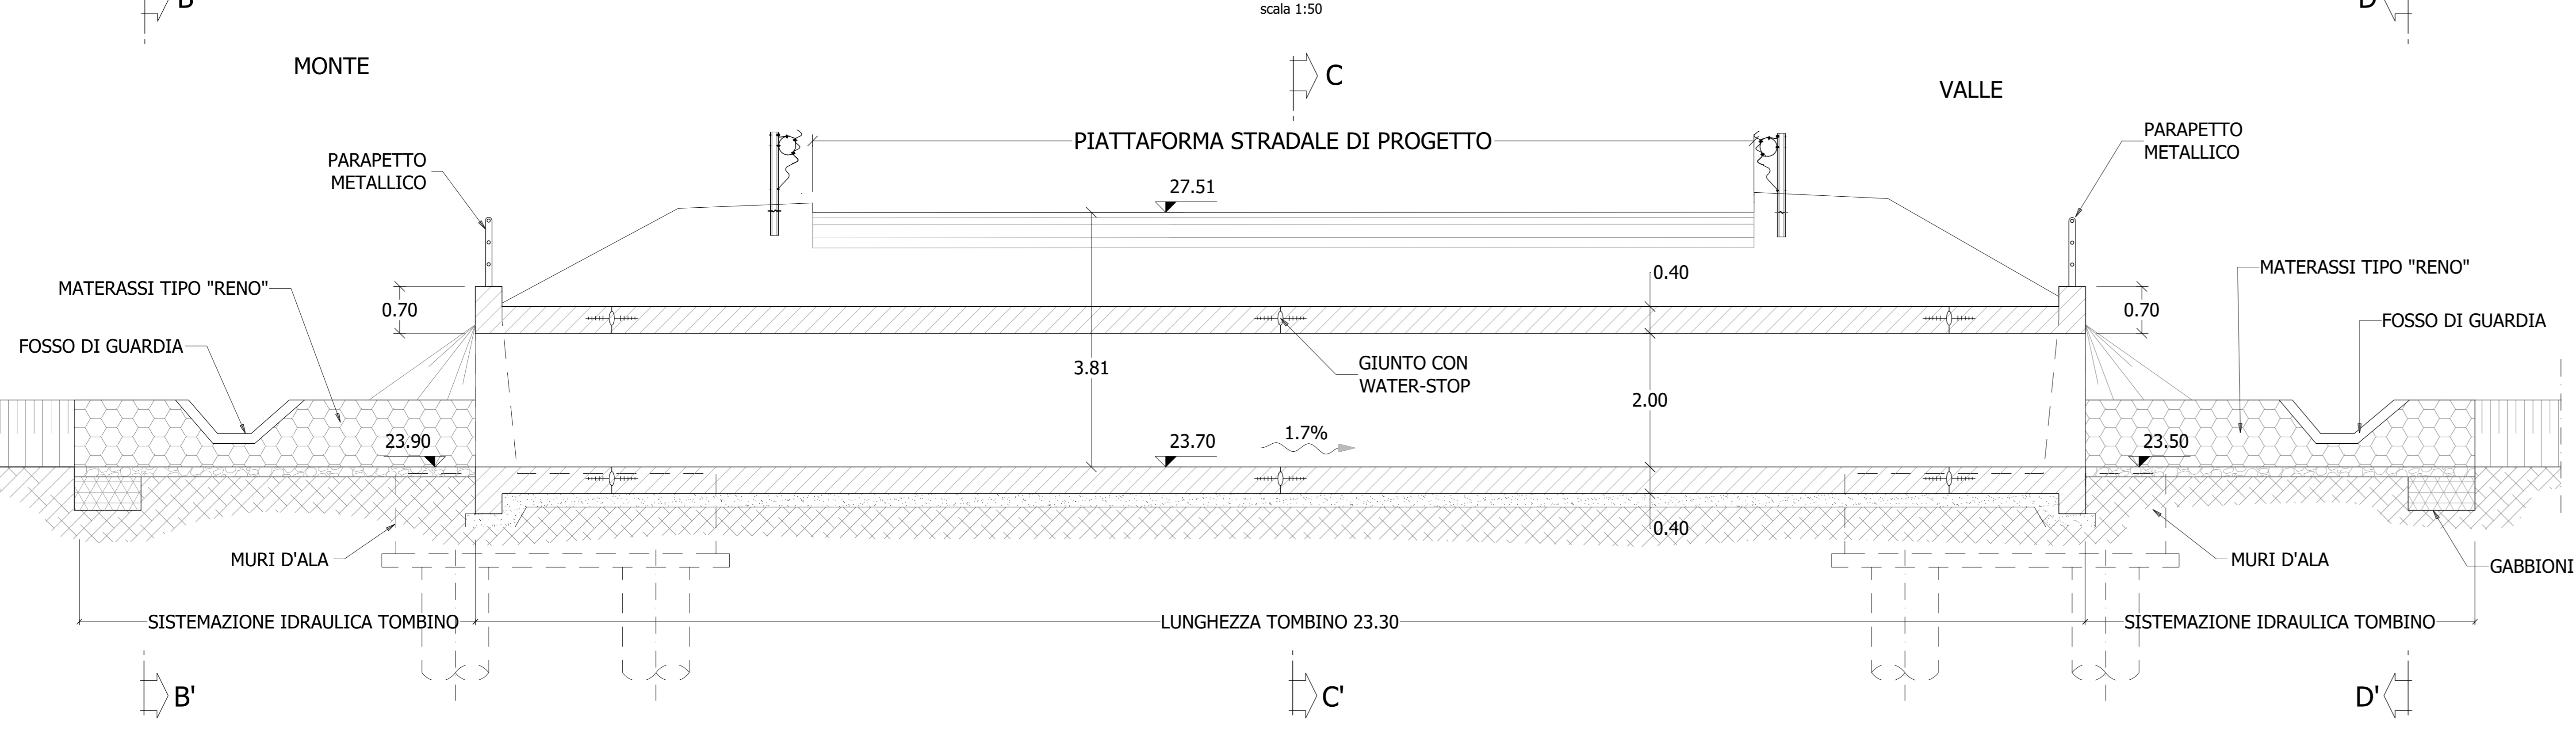 B
scala 1:50
D
MONTE
C
VALLE
PIATTAFORMA STRADALE DI PROGETTO
PARAPETTO
METALLICO
PARAPETTO
METALLICO
27.51
0.40
MATERASSI TIPO "RENO"
MATERASSI TIPO "RENO"
0.70
0.70
FOSSO DI GUARDIA
FOSSO DI GUARDIA
3.81
GIUNTO CON
WATER-STOP
2.00
23.90
23.70
1.7%
23.50
0.40
MURI D'ALA
MURI D'ALA
GABBIONI
SISTEMAZIONE IDRAULICA TOMBINO
LUNGHEZZA TOMBINO 23.30
SISTEMAZIONE IDRAULICA TOMBINO
B'
C'
D'